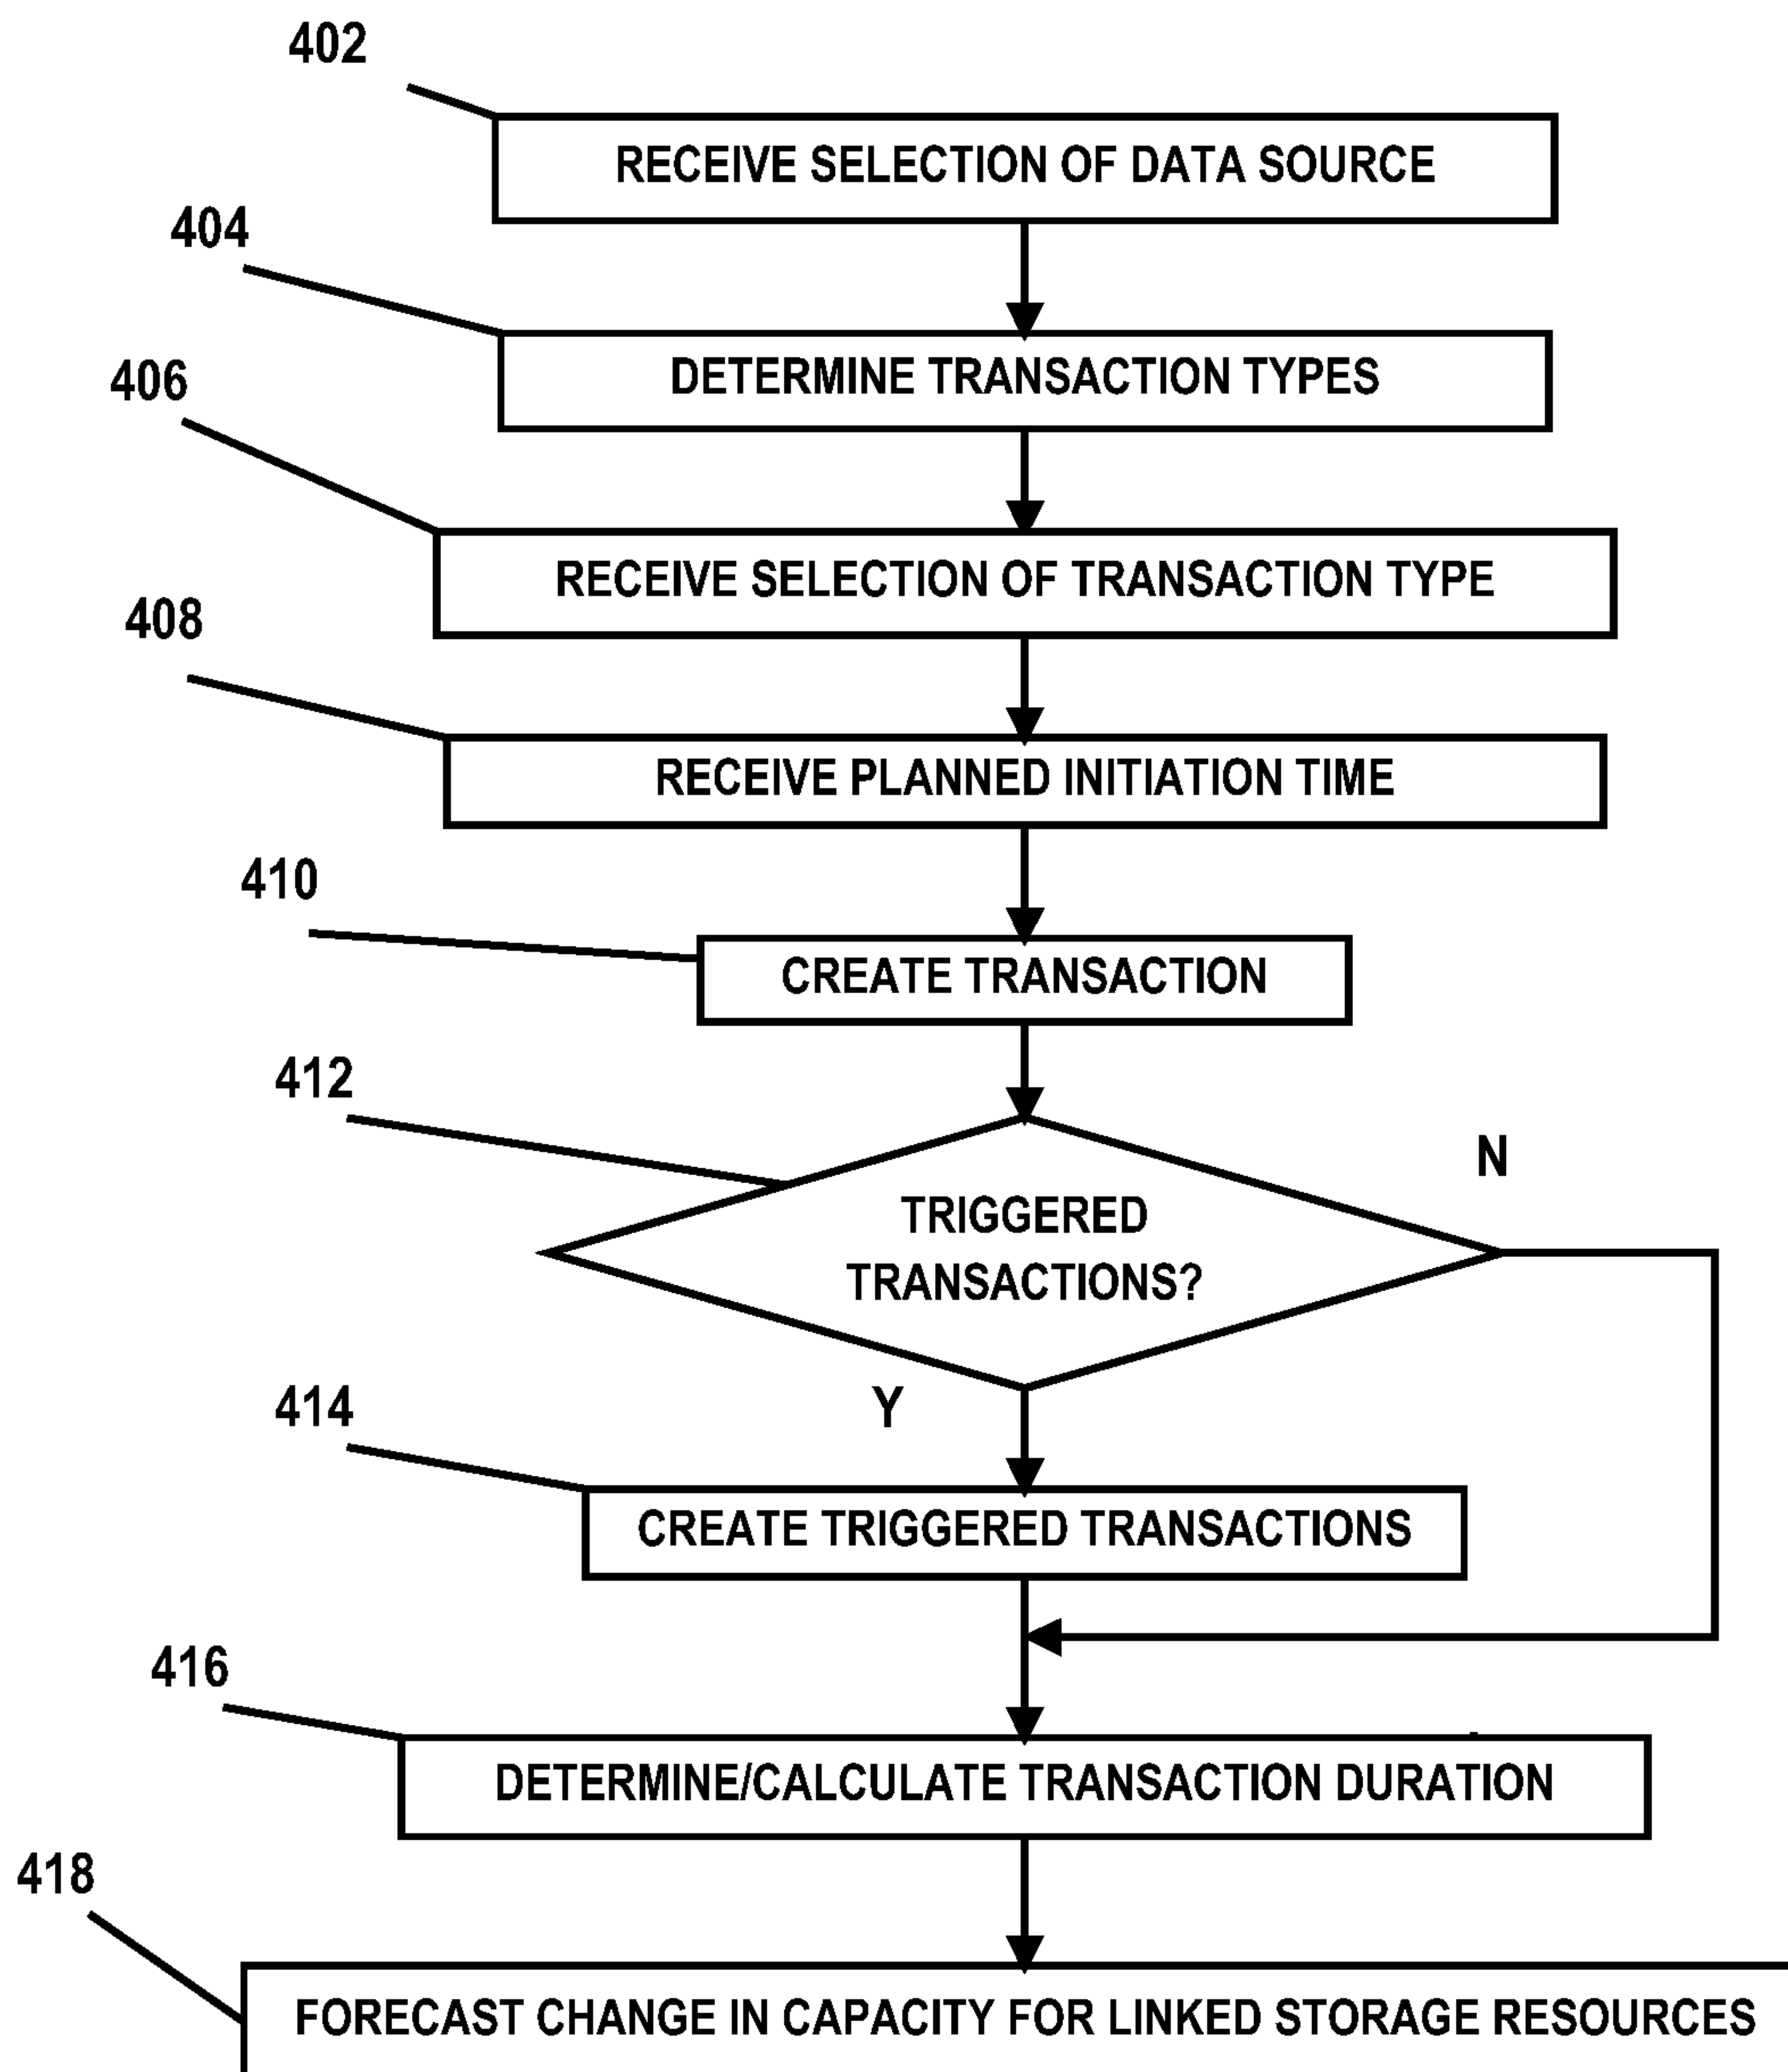 402
RECEIVE SELECTION OF DATA SOURCE
404
DETERMINE TRANSACTION TYPES
406
RECEIVE SELECTION OF TRANSACTION TYPE
408
RECEIVE PLANNED INITIATION TIME
410
CREATE TRANSACTION
412
N
TRIGGERED
TRANSACTIONS?
Y
414
CREATE TRIGGERED TRANSACTIONS
416
DETERMINE/CALCULATE TRANSACTION DURATION
418
FORECAST CHANGE IN CAPACITY FOR LINKED STORAGE RESOURCES